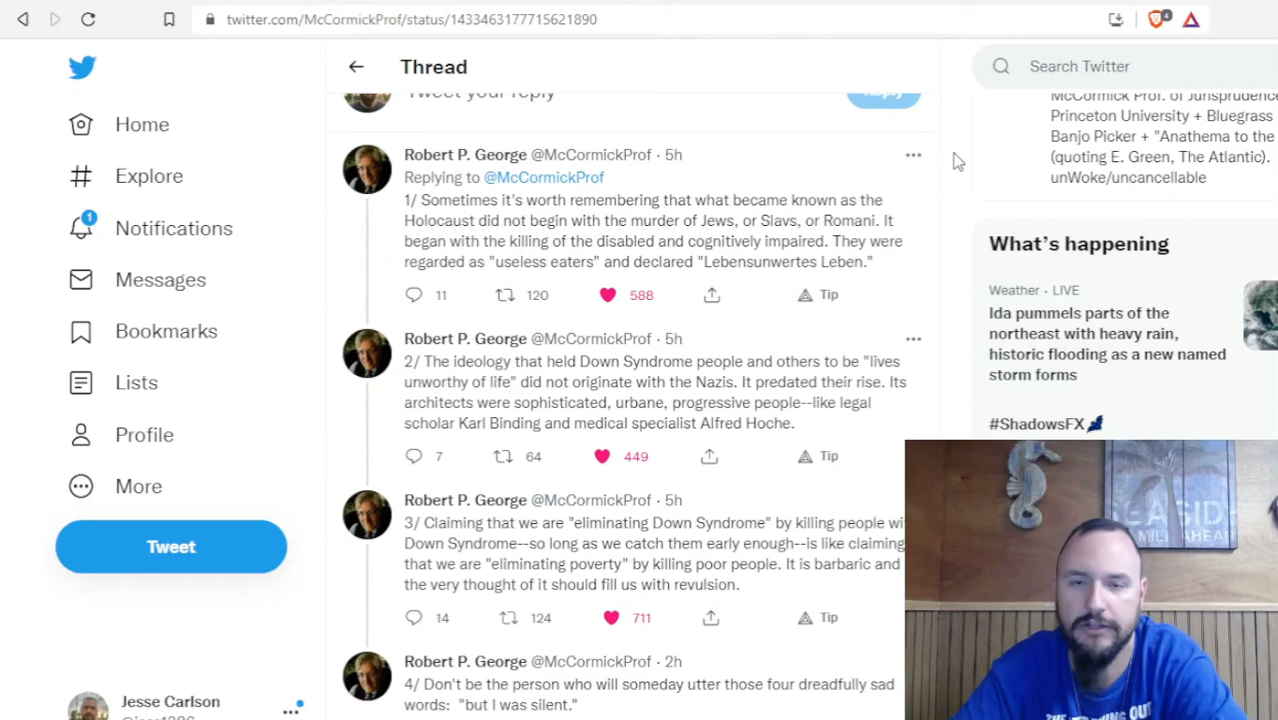 twitter.com/McCormickProf/status/1433463177715621890
4
Thread
Search Twitter
Home
Explore
1
Notifications
Messages
Bookmarks
Lists
Profile
More
Tweet
Jesse Carlson
Tweet your reply
Reply
Robert P. George @McCormickProf · 5h
Replying to @McCormickProf
1/ Sometimes it's worth remembering that what became known as the
Holocaust did not begin with the murder of Jews, or Slavs, or Romani. It
began with the killing of the disabled and cognitively impaired. They were
regarded as "useless eaters" and declared "Lebensunwertes Leben."
11 120 588 Tip
Robert P. George @McCormickProf · 5h
2/ The ideology that held Down Syndrome people and others to be "lives
unworthy of life" did not originate with the Nazis. It predated their rise. Its
architects were sophisticated, urbane, progressive people--like legal
scholar Karl Binding and medical specialist Alfred Hoche.
7 64 449 Tip
Robert P. George @McCormickProf · 5h
3/ Claiming that we are "eliminating Down Syndrome" by killing people wi
Down Syndrome--so long as we catch them early enough--is like claiming
that we are "eliminating poverty" by killing poor people. It is barbaric and
the very thought of it should fill us with revulsion.
14 124 711 Tip
Robert P. George @McCormickProf · 2h
4/ Don't be the person who will someday utter those four dreadfully sad
words: "but I was silent."
McCormick Prof. of Jurisprudence
Princeton University + Bluegrass
Banjo Picker + "Anathema to the
(quoting E. Green, The Atlantic).
unWoke/uncancellable
What's happening
Weather · LIVE
Ida pummels parts of the
northeast with heavy rain,
historic flooding as a new named
storm forms
#ShadowsFX
SEASID
MILE AHEAD
OUT